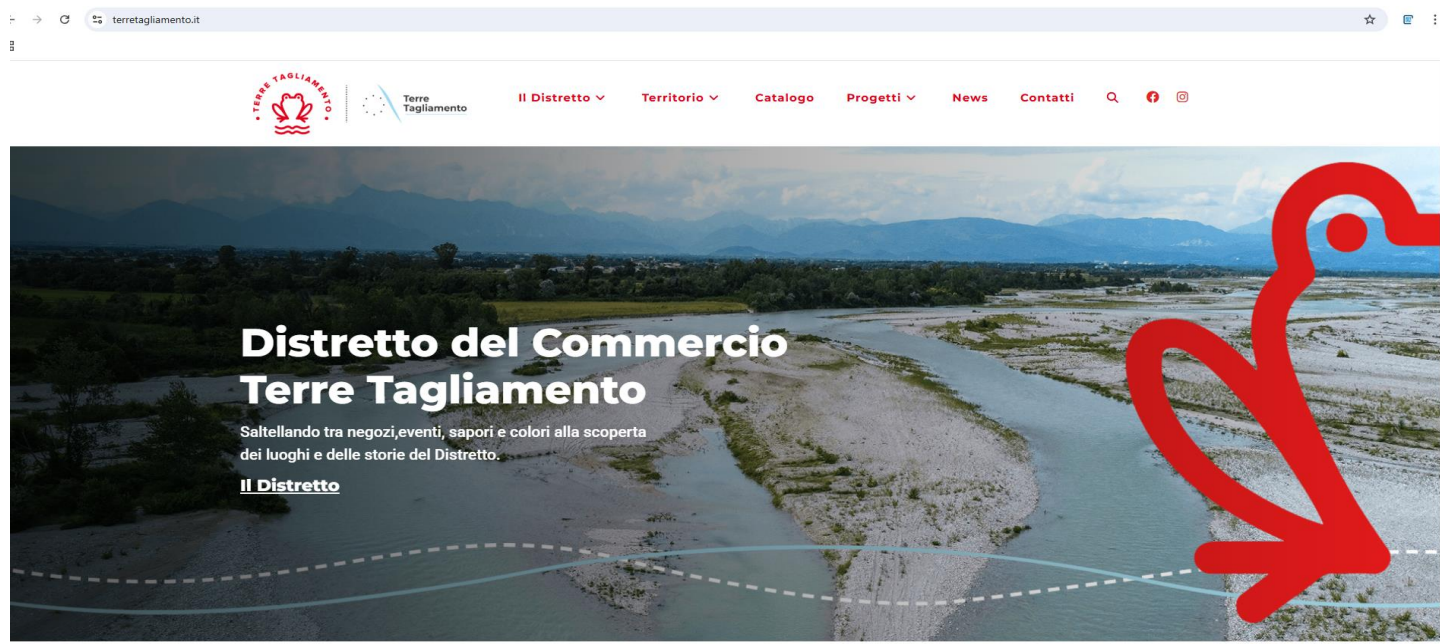 terretagliamento.it
TERRE TAGLIAMENTO
Terre
Tagliamento
Il Distretto
Territorio
Catalogo
Progetti
News
Contatti
Distretto del Commercio
Terre Tagliamento
Saltellando tra negozi,eventi, sapori e colori alla scoperta
dei luoghi e delle storie del Distretto.
Il Distretto